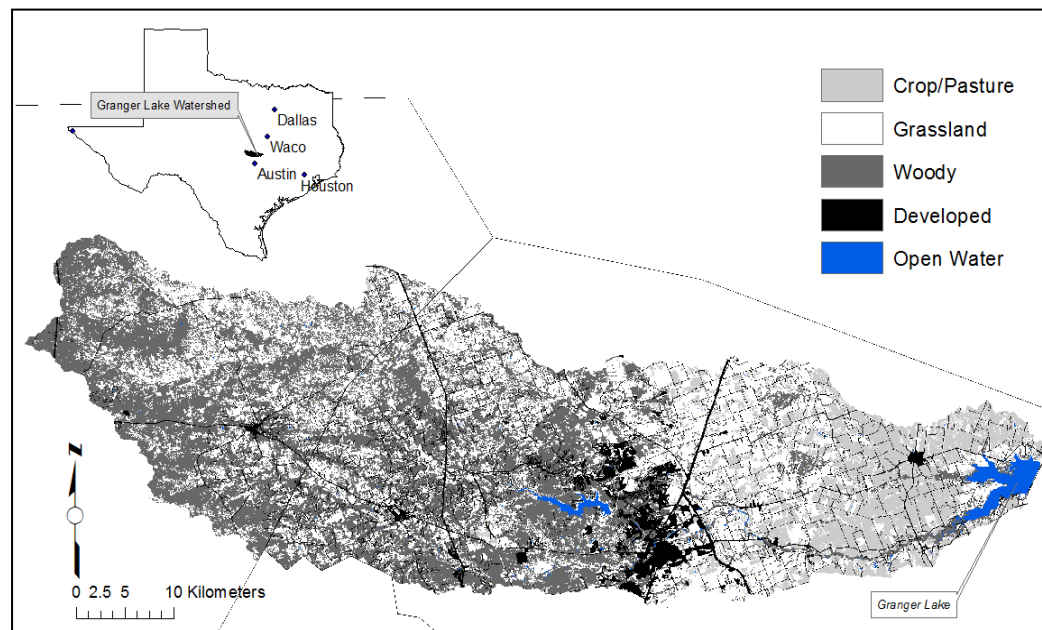 Granger Lake Watershed
Dallas
Waco
Austin
Houston
Crop/Pasture
Grassland
Woody
Developed
Open Water
N
0 2.5 5 10 Kilometers
Granger Lake